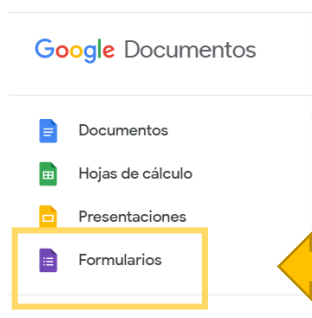 Google Documentos
Documentos
Hojas de cálculo
Presentaciones
Formularios